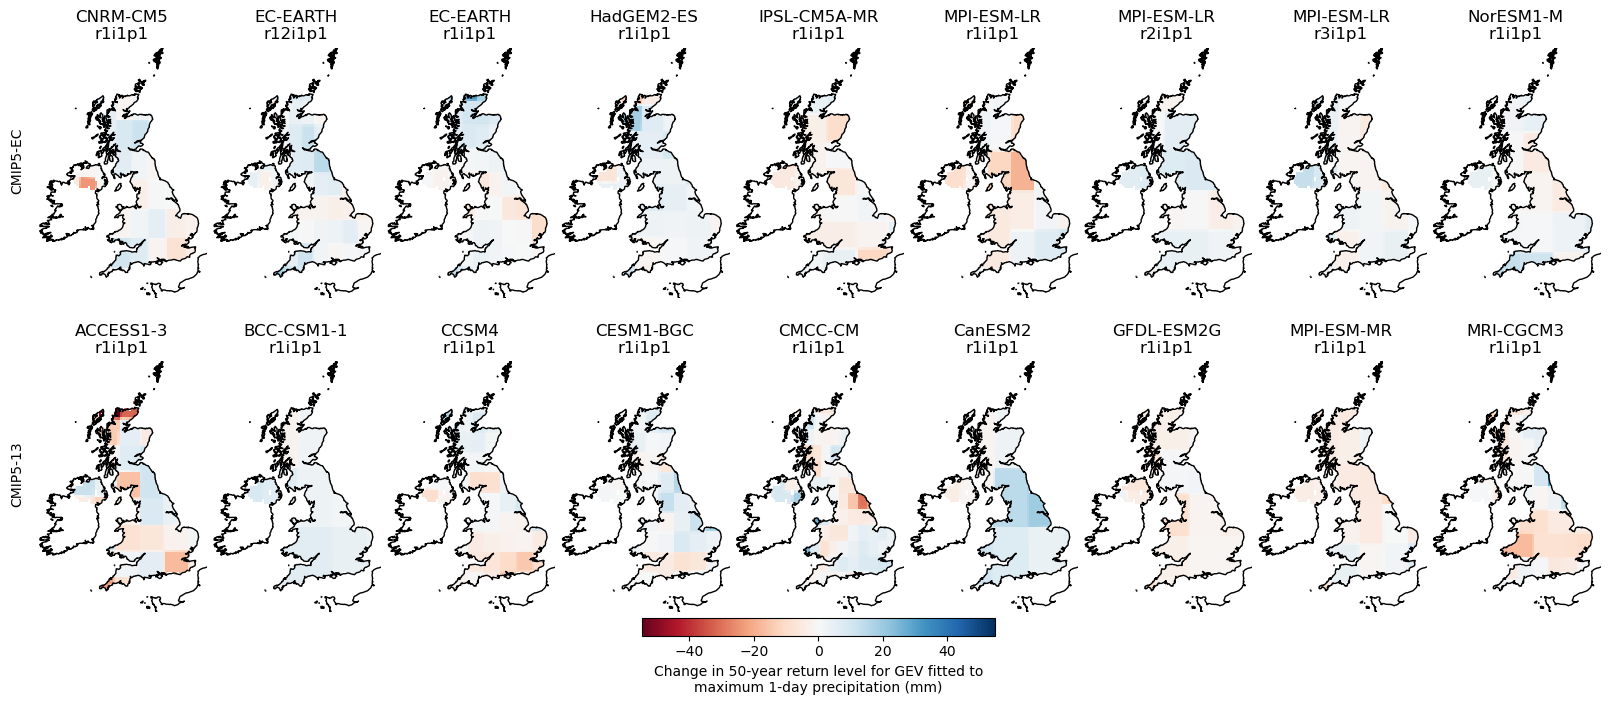 CNRM-CM5
r1i1p1
EC-EARTH
r12i1p1
EC-EARTH
r1i1p1
HadGEM2-ES
r1i1p1
IPSL-CM5A-MR
r1i1p1
MPI-ESM-LR
r1i1p1
MPI-ESM-LR
r2i1p1
MPI-ESM-LR
r3i1p1
NorESM1-M
r1i1p1
CMIP5-EC
ACCESS1-3
r1i1p1
BCC-CSM1-1
r1i1p1
CCSM4
r1i1p1
CESM1-BGC
r1i1p1
CMCC-CM
r1i1p1
CanESM2
r1i1p1
GFDL-ESM2G
r1i1p1
MPI-ESM-MR
r1i1p1
MRI-CGCM3
r1i1p1
CMIP5-13
−40 −20 0 20 40
Change in 50-year return level for GEV fitted to
maximum 1-day precipitation (mm)